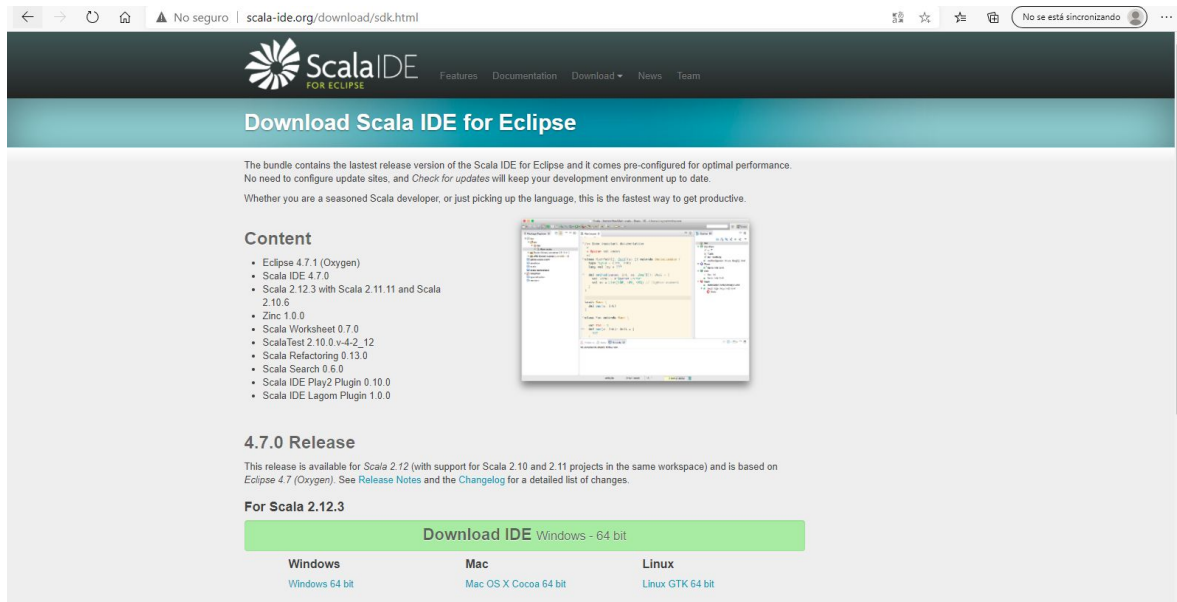 No seguro
scala-ide.org/download/sdk.html
No se está sincronizando
ScalaIDE
FOR ECLIPSE
Features Documentation Download News Team
Download Scala IDE for Eclipse
The bundle contains the lastest release version of the Scala IDE for Eclipse and it comes pre-configured for optimal performance.
No need to configure update sites, and Check for updates will keep your development environment up to date.
Whether you are a seasoned Scala developer, or just picking up the language, this is the fastest way to get productive.
Content
• Eclipse 4.7.1 (Oxygen)
• Scala IDE 4.7.0
• Scala 2.12.3 with Scala 2.11.11 and Scala
2.10.6
• Zinc 1.0.0
• Scala Worksheet 0.7.0
• ScalaTest 2.10.0.v-4-2_12
• Scala Refactoring 0.13.0
• Scala Search 0.6.0
• Scala IDE Play2 Plugin 0.10.0
• Scala IDE Lagom Plugin 1.0.0
4.7.0 Release
This release is available for Scala 2.12 (with support for Scala 2.10 and 2.11 projects in the same workspace) and is based on
Eclipse 4.7 (Oxygen). See Release Notes and the Changelog for a detailed list of changes.
For Scala 2.12.3
Download IDE Windows - 64 bit
Windows Mac Linux
Windows 64 bit Mac OS X Cocoa 64 bit Linux GTK 64 bit